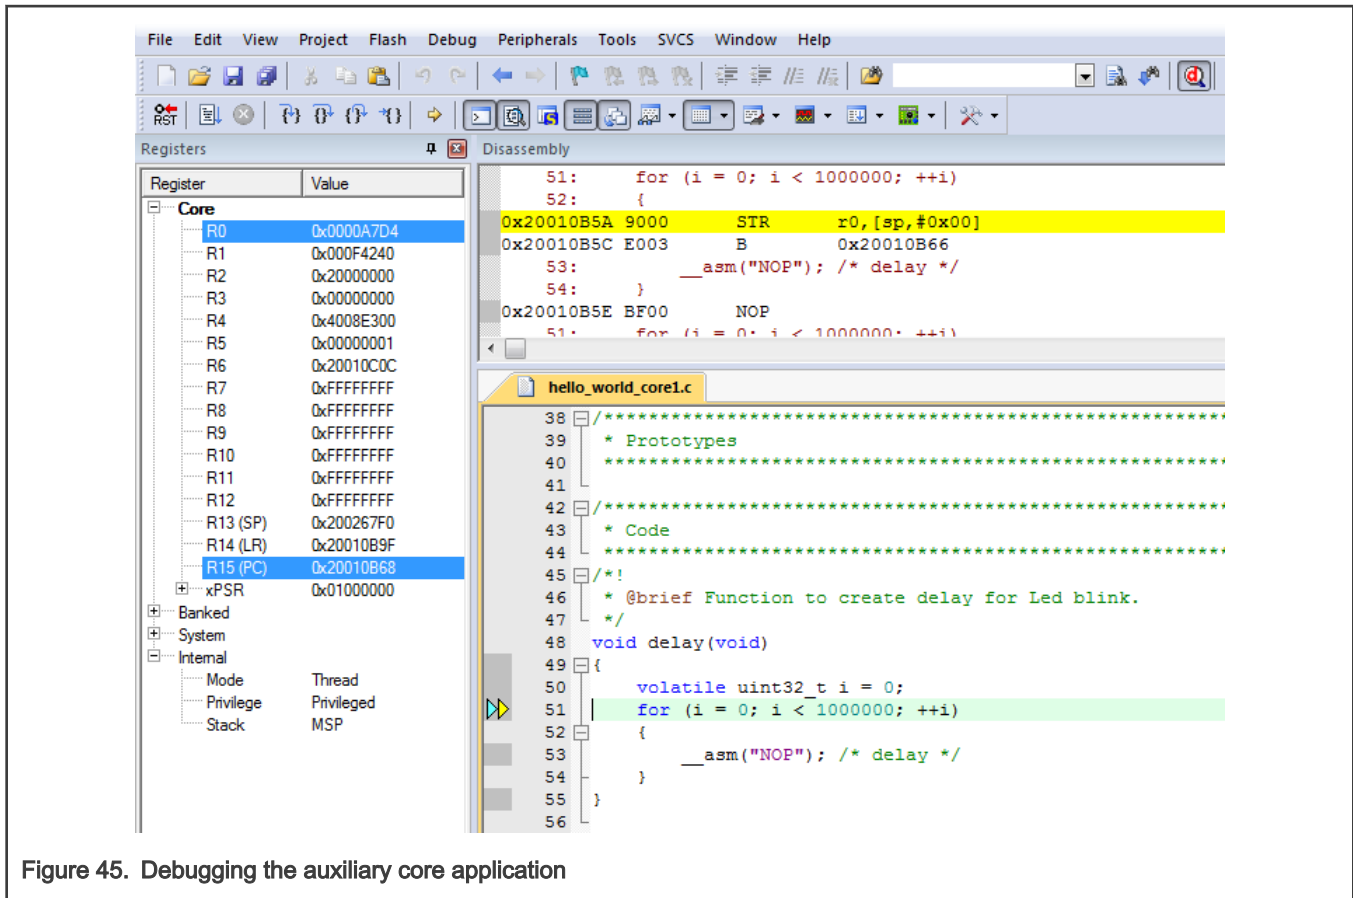 File Edit View Project Flash Debug Peripherals Tools SVCS Window Help
RST
Registers
Register Value
Core
R0 0x0000A7D4
R1 0x000F4240
R2 0x20000000
R3 0x00000000
R4 0x4008E300
R5 0x00000001
R6 0x20010C0C
R7 0xFFFFFFFF
R8 0xFFFFFFFF
R9 0xFFFFFFFF
R10 0xFFFFFFFF
R11 0xFFFFFFFF
R12 0xFFFFFFFF
R13 (SP) 0x200267F0
R14 (LR) 0x20010B9F
R15 (PC) 0x20010B68
xPSR 0x01000000
Banked
System
Internal
Mode Thread
Privilege Privileged
Stack MSP
Disassembly
51: for (i = 0; i < 1000000; ++i)
52: {
0x20010B5A 9000 STR r0,[sp,#0x00]
0x20010B5C E003 B 0x20010B66
53: __asm("NOP"); /* delay */
54: }
0x20010B5E BF00 NOP
51: for (i = 0; i < 1000000; ++i)
hello_world_core1.c
38 /*******************************************************
39 * Prototypes
40 *******************************************************
41
42 /*******************************************************
43 * Code
44 *******************************************************
45 /*!
46 * @brief Function to create delay for Led blink.
47 */
48 void delay(void)
49 {
50 volatile uint32_t i = 0;
51 for (i = 0; i < 1000000; ++i)
52 {
53 __asm("NOP"); /* delay */
54 }
55 }
56
Figure 45. Debugging the auxiliary core application